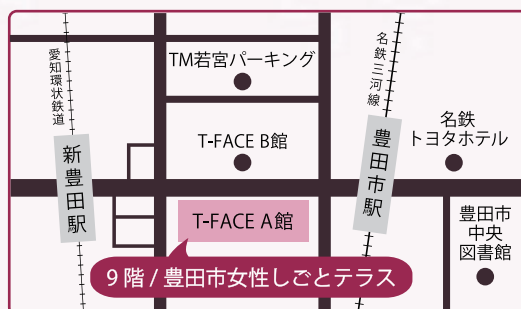 愛知環状鉄道
新豊田駅
TM若宮パーキング
T-FACE B館
T-FACE A館
9階 / 豊田市女性しごとテラス
名鉄三河線
豊田市駅
名鉄
トヨタホテル
豊田市
中央
図書館